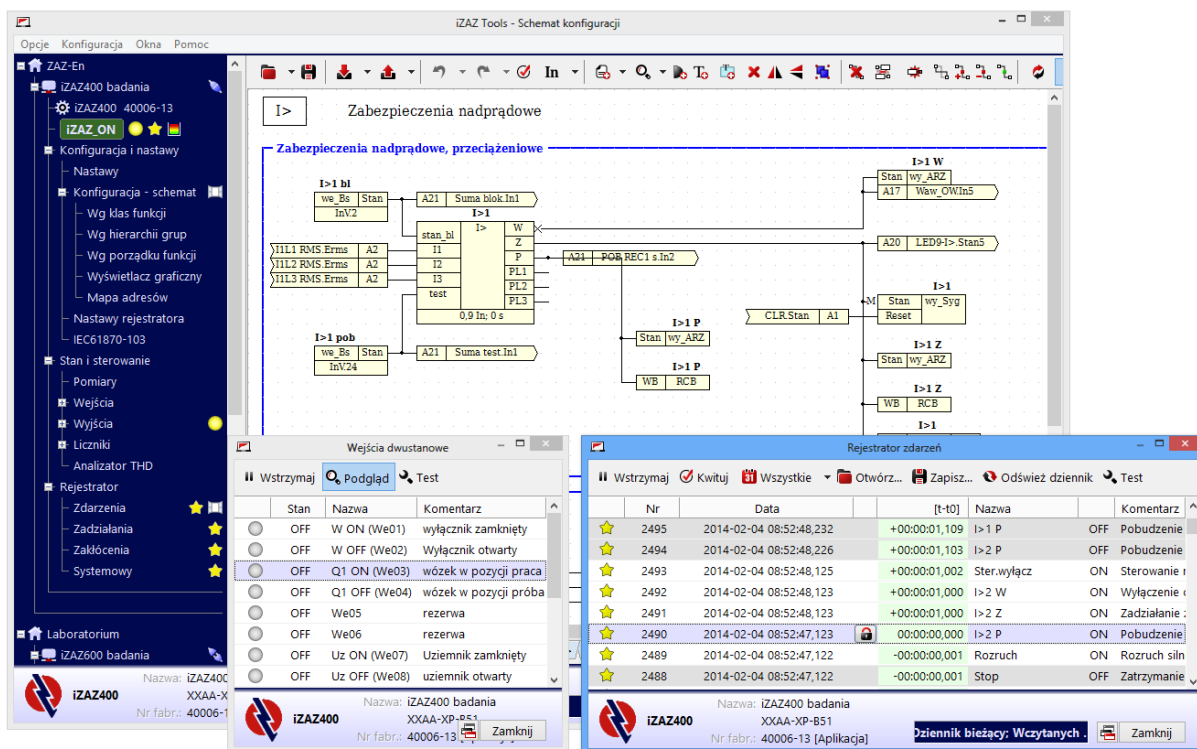 iZAZ Tools - Schemat konfiguracji
Opcje Konfiguracja Okna Pomoc
ZAZ-En
iZAZ400 badania
iZAZ400 40006-13
iZAZ_ON
Konfiguracja i nastawy
Nastawy
Konfiguracja - schemat
Wg klas funkcji
Wg hierarchii grup
Wg porządku funkcji
Wyświetlacz graficzny
Mapa adresów
Nastawy rejestratora
IEC61870-103
Stan i sterowanie
Pomiary
Wejścia
Wyjścia
Liczniki
Analizator THD
Rejestrator
Zdarzenia
Zadziałania
Zakłócenia
Systemowy
Laboratorium
iZAZ600 badania
Nazwa: iZAZ400
iZAZ400 XXAA-X
Nr fabr.: 40006-1
In
I> Zabezpieczenia nadprądowe
Zabezpieczenia nadprądowe, przeciążeniowe
I>1 bl
we_Bs Stan
InV.2
A21 Suma blok.In1
I>1
I>
stan_bl
I1
I2
I3
test
W
Z
P
PL1
PL2
PL3
0,9 In; 0 s
I1L1 RMS.Erms A2
I1L2 RMS.Erms A2
I1L3 RMS.Erms A2
I>1 pob
we_Bs Stan
InV.24
A21 Suma test.In1
A21 POB REC1 s.In2
I>1 P
Stan wy_ARZ
I>1 P
WB RCB
I>1 W
Stan wy_ARZ
A17 Waw_OW.In5
A20 LED9-I>.Stan5
I>1
M Stan wy_Syg
Reset
CLR.Stan A1
I>1 Z
Stan wy_ARZ
I>1 Z
WB RCB
I>1
Wejścia dwustanowe
Wstrzymaj Podgląd Test
Stan Nazwa Komentarz
OFF W ON (We01) wyłącznik zamknięty
OFF W OFF (We02) Wyłącznik otwarty
OFF Q1 ON (We03) wózek w pozycji praca
OFF Q1 OFF (We04) wózek w pozycji próba
OFF We05 rezerwa
OFF We06 rezerwa
OFF Uz ON (We07) Uziemnik zamknięty
OFF Uz OFF (We08) uziemnik otwarty
Nazwa: iZAZ400 badania
iZAZ400 XXAA-XP-B51
Nr fabr.: 40006-13 Zamknij
Rejestrator zdarzeń
Wstrzymaj Kwituj 31 Wszystkie Otwórz... Zapisz... Odśwież dziennik Test
Nr Data [t-t0] Nazwa Komentarz
2495 2014-02-04 08:52:48,232 +00:00:01,109 I>1 P OFF Pobudzenie
2494 2014-02-04 08:52:48,226 +00:00:01,103 I>2 P OFF Pobudzenie
2493 2014-02-04 08:52:48,125 +00:00:01,002 Ster.wyłącz ON Sterowanie
2492 2014-02-04 08:52:48,123 +00:00:01,000 I>2 W ON Wyłączenie
2491 2014-02-04 08:52:48,123 +00:00:01,000 I>2 Z ON Zadziałanie
2490 2014-02-04 08:52:47,123 00:00:00,000 I>2 P ON Pobudzenie
2489 2014-02-04 08:52:47,122 -00:00:00,001 Rozruch ON Rozruch siln
2488 2014-02-04 08:52:47,122 -00:00:00,001 Stop OFF Zatrzymanie
Nazwa: iZAZ400 badania
iZAZ400 XXAA-XP-B51
Nr fabr.: 40006-13 [Aplikacja] Dziennik bieżący; Wczytanych . Zamknij